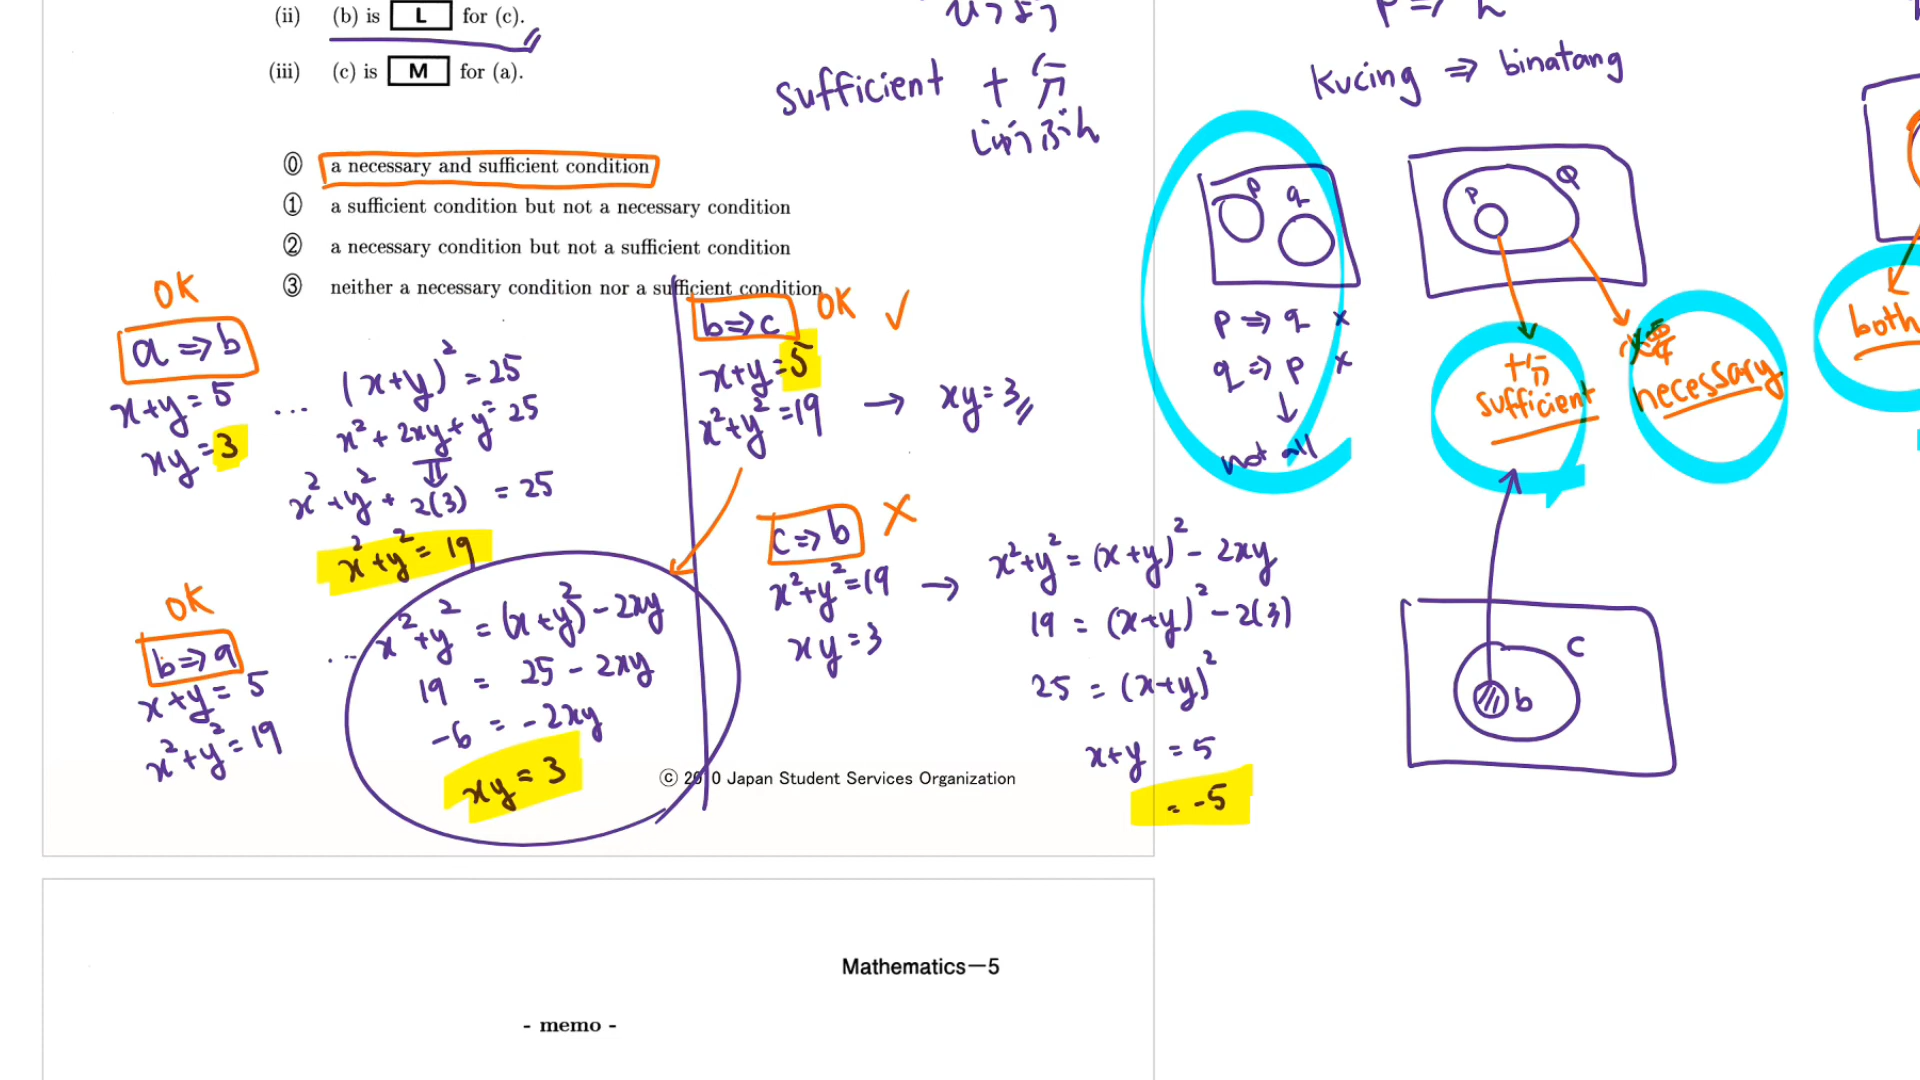 (ii) (b) is L for (c).
(iii) (c) is M for (a).
⓪ a necessary and sufficient condition
① a sufficient condition but not a necessary condition
② a necessary condition but not a sufficient condition
③ neither a necessary condition nor a sufficient condition
sufficient +
kucing ⇒ binatang
P q
p ⇒ q ×
q ⇒ p ×
↓
not all
P Q
十分
sufficient
necessary
both
C
b
OK
a ⇒ b
x+y = 5
xy = 3
... (x+y)² = 25
x² + 2xy + y² = 25
x² + y² + 2(3) = 25
x² + y² = 19
OK
b ⇒ a
x+y = 5
x² + y² = 19
... x² + y² = (x+y)² - 2xy
19 = 25 - 2xy
-6 = -2xy
xy = 3
b ⇒ c OK ✓
x+y = 5
x² + y² = 19 → xy = 3
c ⇒ b ×
x² + y² = 19 → x² + y² = (x+y)² - 2xy
xy = 3
19 = (x+y)² - 2(3)
25 = (x+y)²
x+y = 5
= -5
© 2010 Japan Student Services Organization
Mathematics－5
- memo -